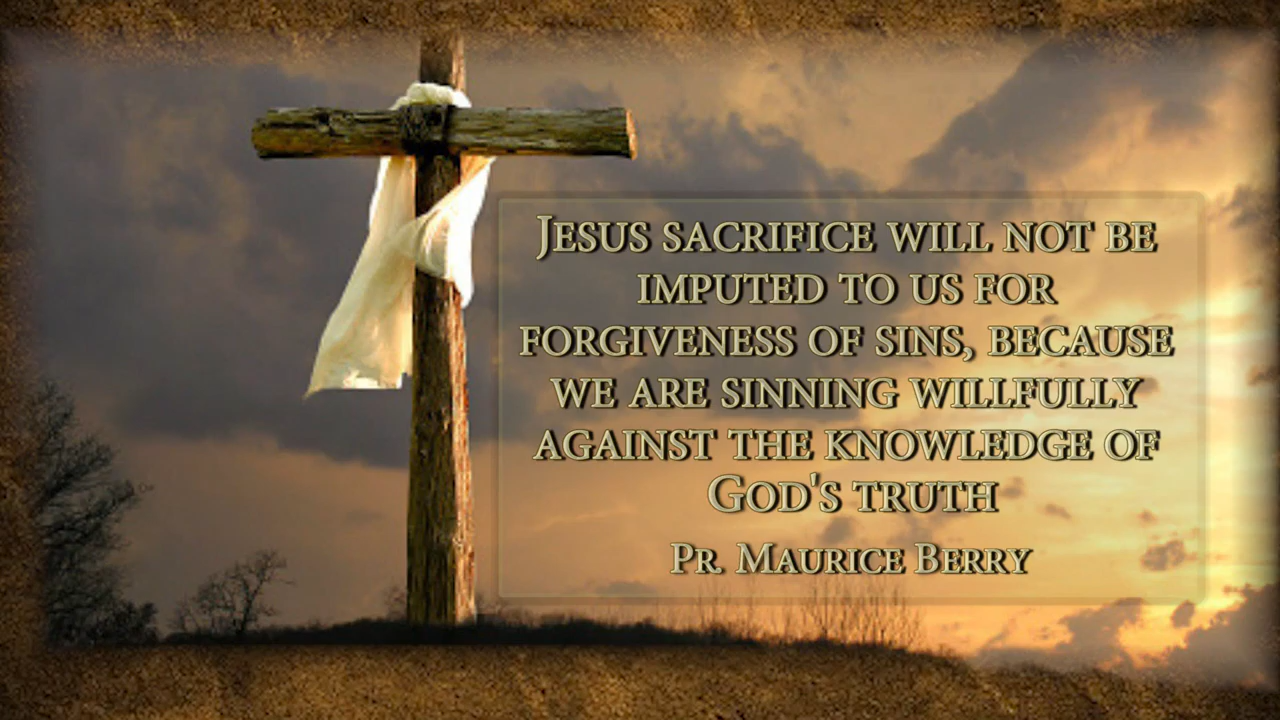 Jesus sacrifice will not be
imputed to us for
forgiveness of sins, because
we are sinning willfully
against the knowledge of
God's truth
Pr. Maurice Berry